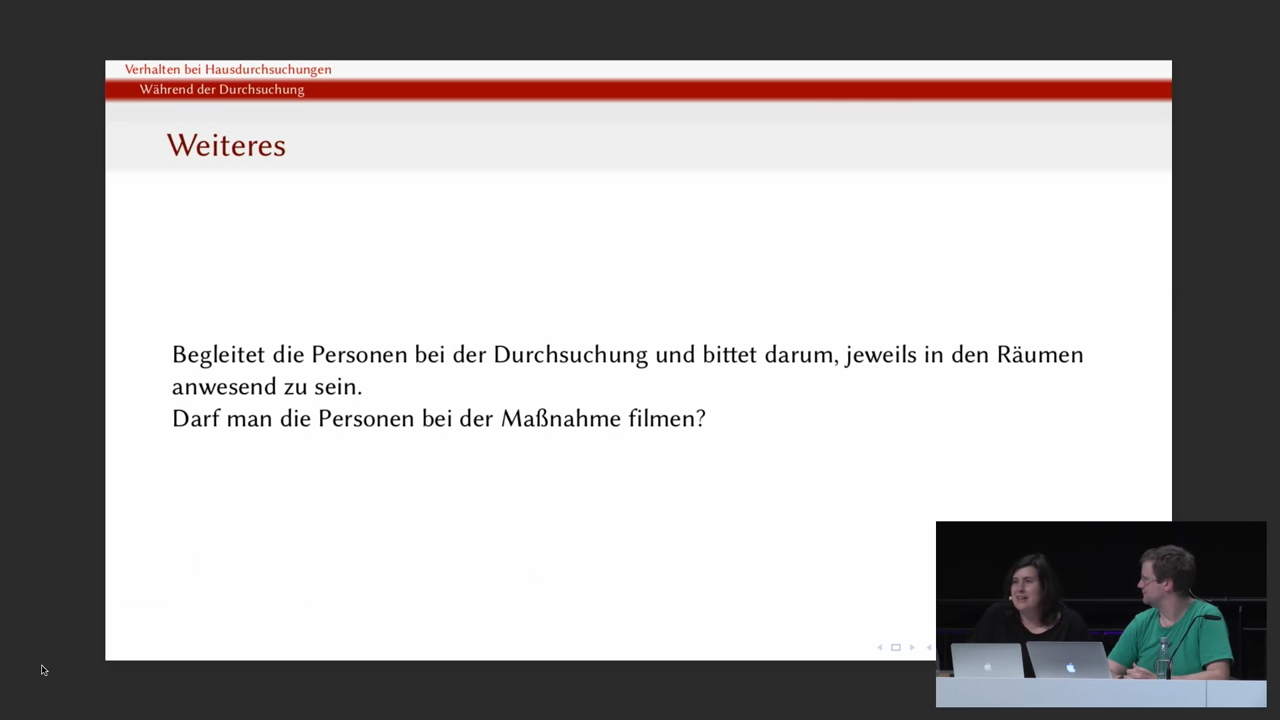 Verhalten bei Hausdurchsuchungen
Während der Durchsuchung
Weiteres
Begleitet die Personen bei der Durchsuchung und bittet darum, jeweils in den Räumen
anwesend zu sein.
Darf man die Personen bei der Maßnahme filmen?